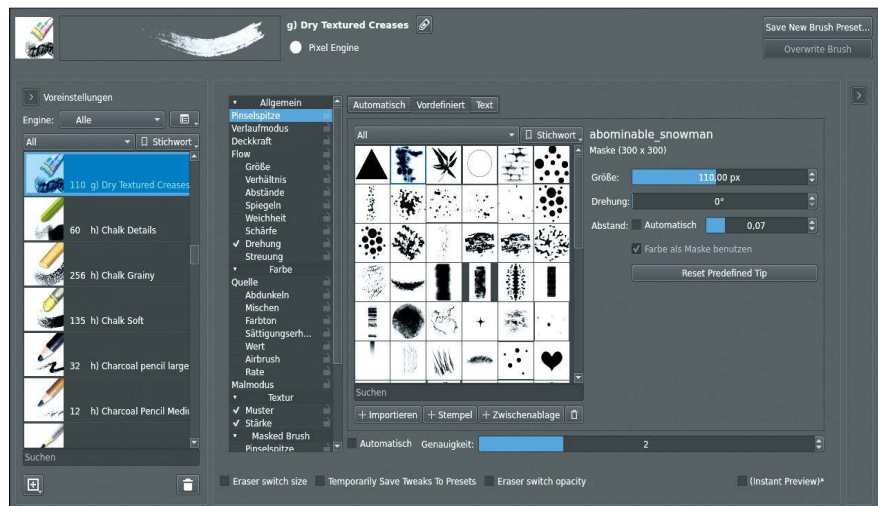 g) Dry Textured Creases
Pixel Engine
Save New Brush Preset...
Overwrite Brush
Voreinstellungen
Engine: Alle
All Stichwort
110 g) Dry Textured Creases
60 h) Chalk Details
256 h) Chalk Grainy
135 h) Chalk Soft
32 h) Charcoal pencil large
12 h) Charcoal Pencil Mediu
Suchen
Allgemein
Pinselspitze
Verlaufmodus
Deckkraft
Flow
Größe
Verhältnis
Abstände
Spiegeln
Weichheit
Schärfe
Drehung
Streuung
Farbe
Quelle
Abdunkeln
Mischen
Farbton
Sättigungserh...
Wert
Airbrush
Rate
Malmodus
Textur
Muster
Stärke
Masked Brush
Pinselspitze
Automatisch Vordefiniert Text
All Stichwort
Suchen
Importieren + Stempel + Zwischenablage
abominable_snowman
Maske (300 x 300)
Größe: 110,00 px
Drehung: 0°
Abstand: Automatisch 0,07
Farbe als Maske benutzen
Reset Predefined Tip
Automatisch Genauigkeit: 2
Eraser switch size Temporarily Save Tweaks To Presets Eraser switch opacity (Instant Preview)*